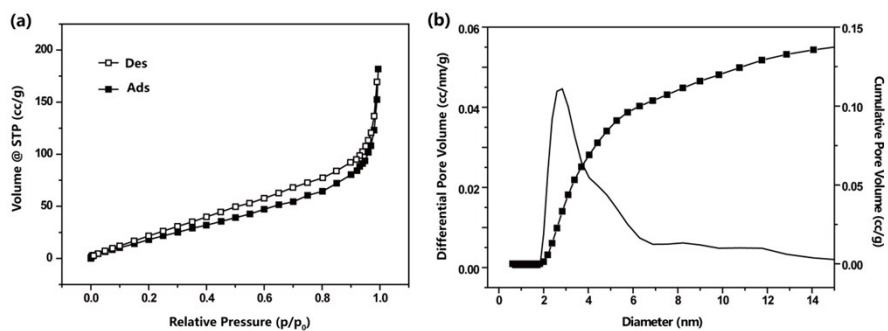 (a)
Volume @ STP (cc/g)
200
150
100
50
0
Des
Ads
0.0 0.2 0.4 0.6 0.8 1.0
Relative Pressure (p/p₀)
(b)
Differential Pore Volume (cc/nm/g)
0.06
0.04
0.02
0.00
0 2 4 6 8 10 12 14
Diameter (nm)
0.15
0.10
0.05
0.00
Cumulative Pore Volume (cc/g)